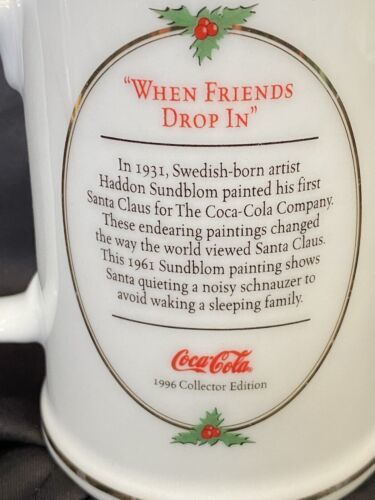 "WHEN FRIENDS
DROP IN"
In 1931, Swedish-born artist
Haddon Sundblom painted his first
Santa Claus for The Coca-Cola Company.
These endearing paintings changed
the way the world viewed Santa Claus.
This 1961 Sundblom painting shows
Santa quieting a noisy schnauzer to
avoid waking a sleeping family.
Coca-Cola
1996 Collector Edition